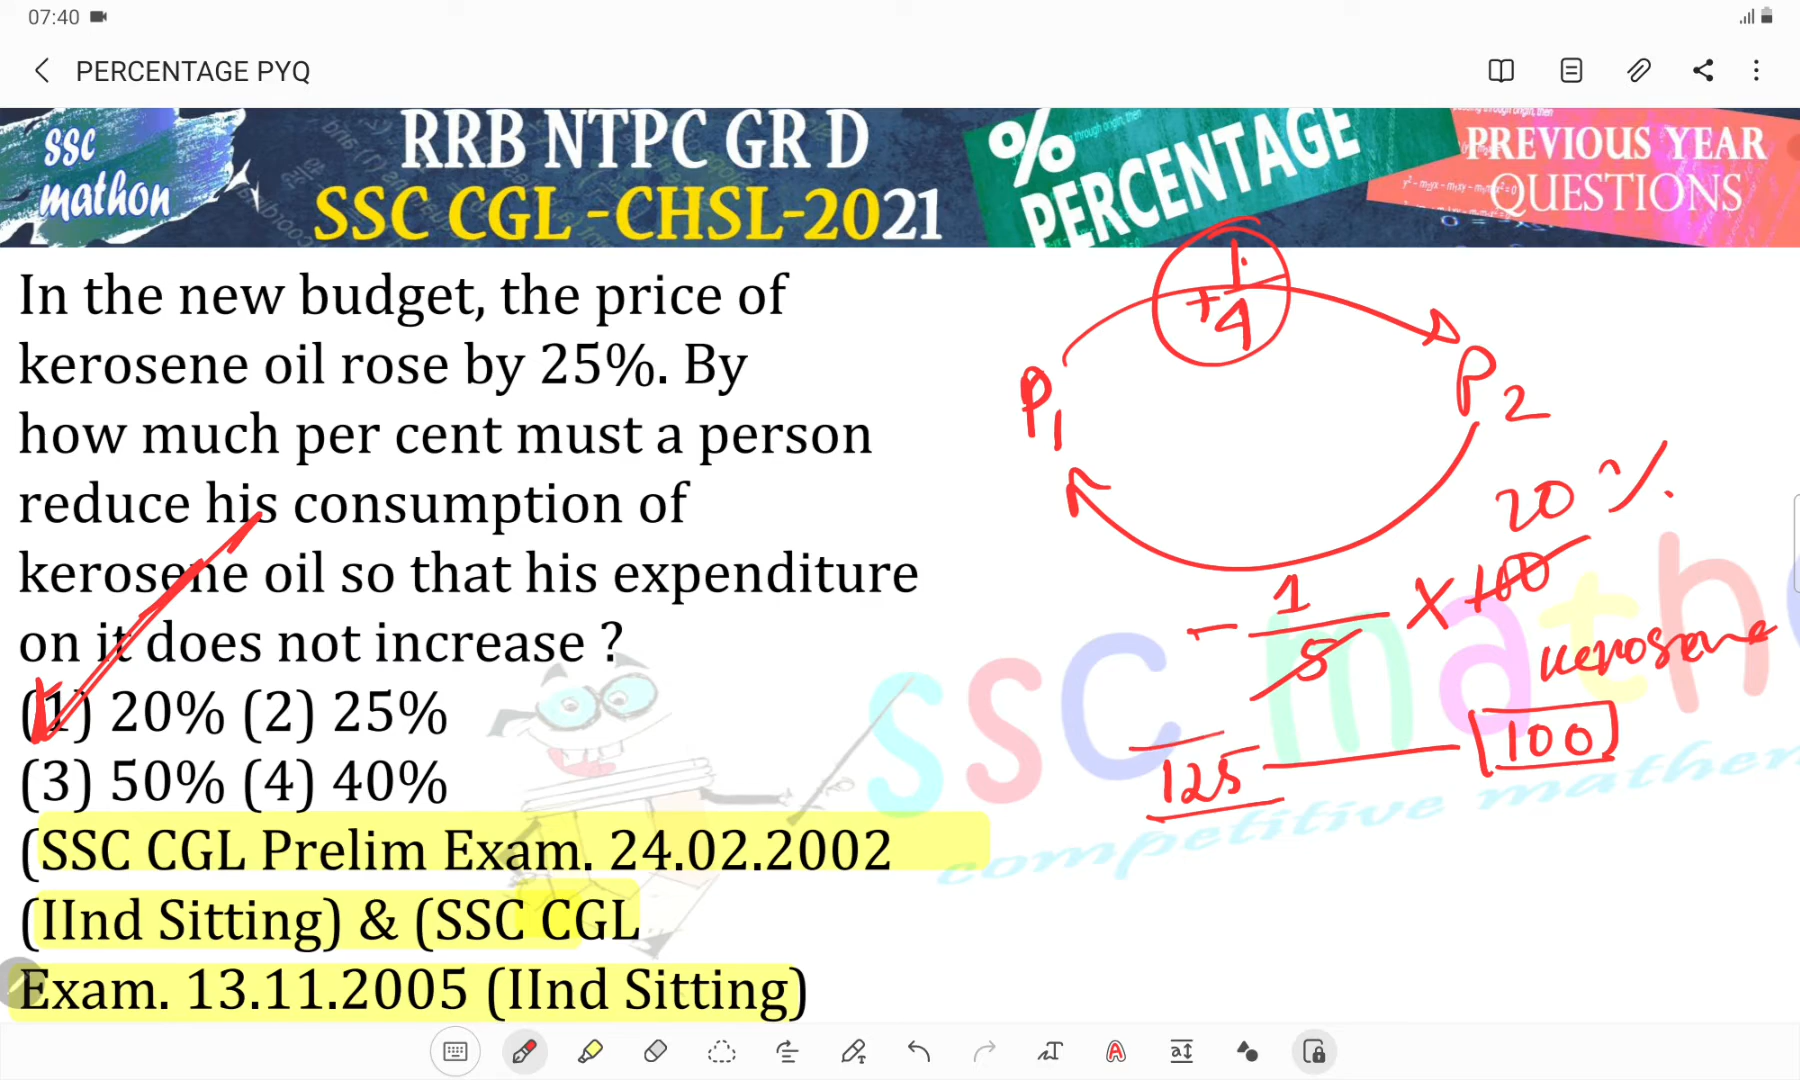 07:40
PERCENTAGE PYQ
ssc
mathon
RRB NTPC GR D
SSC CGL -CHSL-2021
%
PERCENTAGE
PREVIOUS YEAR
QUESTIONS
In the new budget, the price of
kerosene oil rose by 25%. By
how much per cent must a person
reduce his consumption of
kerosene oil so that his expenditure
on it does not increase ?
(1) 20% (2) 25%
(3) 50% (4) 40%
(SSC CGL Prelim Exam. 24.02.2002
(IInd Sitting) & (SSC CGL
Exam. 13.11.2005 (IInd Sitting)
+1/4
P1
P2
20%
- 1/5 × 100
kerosene
125 — 100
ssc matho
competitive mathem